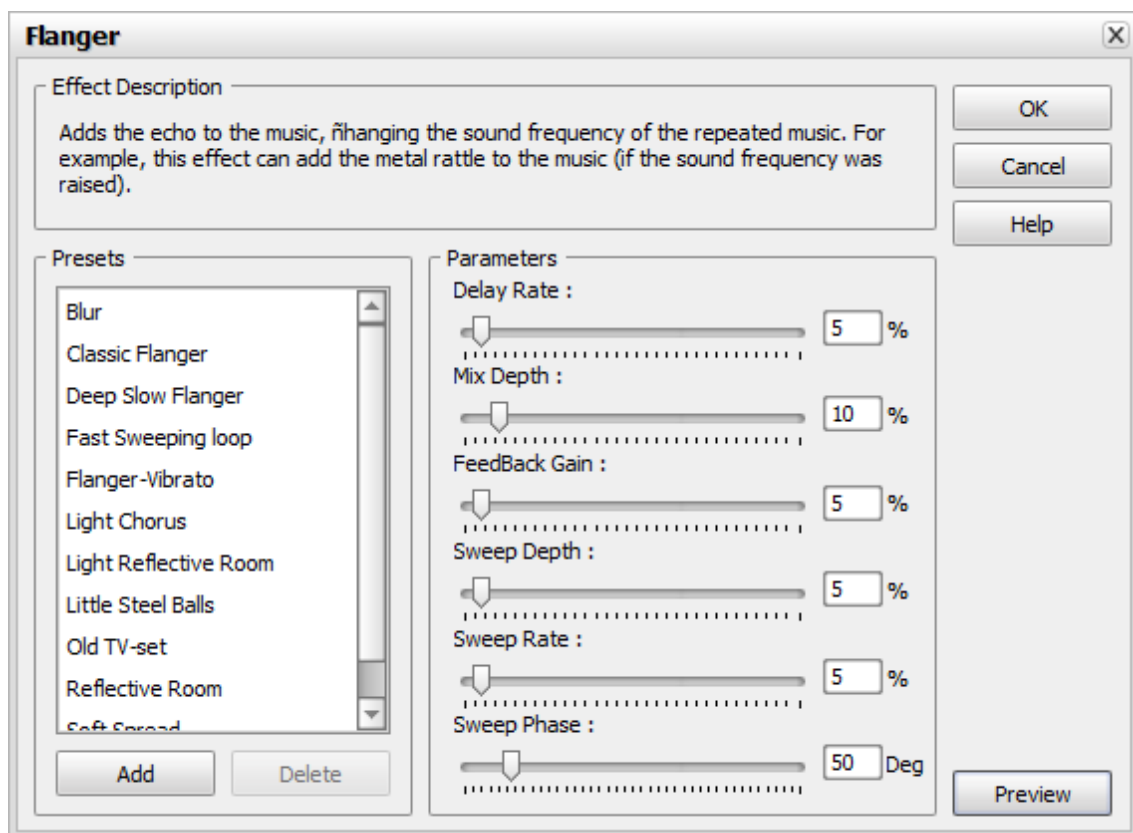 Flanger
Effect Description
Adds the echo to the music, ñhanging the sound frequency of the repeated music. For
example, this effect can add the metal rattle to the music (if the sound frequency was
raised).
OK
Cancel
Help
Presets
Blur
Classic Flanger
Deep Slow Flanger
Fast Sweeping loop
Flanger-Vibrato
Light Chorus
Light Reflective Room
Little Steel Balls
Old TV-set
Reflective Room
Soft Spread
Add
Delete
Parameters
Delay Rate :
5 %
Mix Depth :
10 %
FeedBack Gain :
5 %
Sweep Depth :
5 %
Sweep Rate :
5 %
Sweep Phase :
50 Deg
Preview